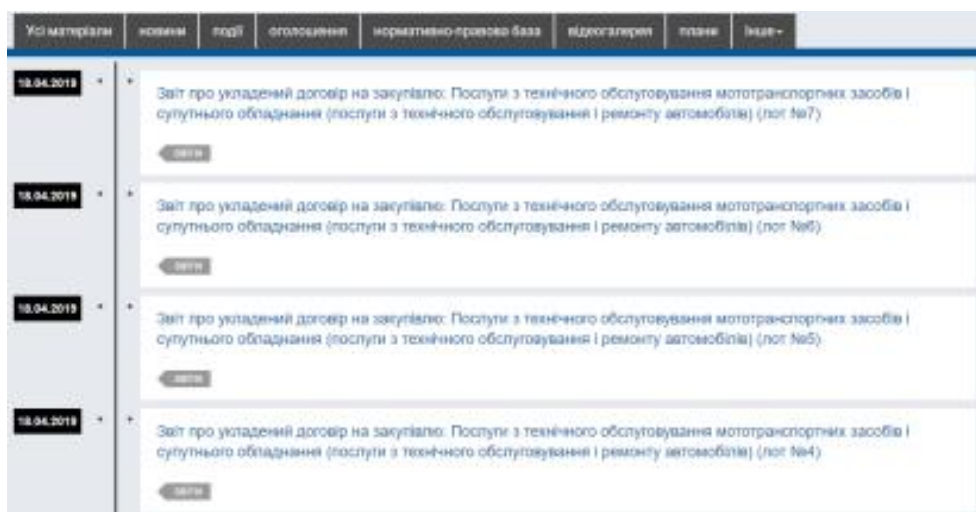 Усі матеріали новини події оголошення нормативно-правова база відеогалерея плани Інше
18.04.2019
Звіт про укладений договір на закупівлю: Послуги з технічного обслуговування мототранспортних засобів і
супутнього обладнання (послуги з технічного обслуговування і ремонту автомобілів) (лот №7)
звіти
18.04.2019
Звіт про укладений договір на закупівлю: Послуги з технічного обслуговування мототранспортних засобів і
супутнього обладнання (послуги з технічного обслуговування і ремонту автомобілів) (лот №6)
звіти
18.04.2019
Звіт про укладений договір на закупівлю: Послуги з технічного обслуговування мототранспортних засобів і
супутнього обладнання (послуги з технічного обслуговування і ремонту автомобілів) (лот №5)
звіти
18.04.2019
Звіт про укладений договір на закупівлю: Послуги з технічного обслуговування мототранспортних засобів і
супутнього обладнання (послуги з технічного обслуговування і ремонту автомобілів) (лот №4)
звіти